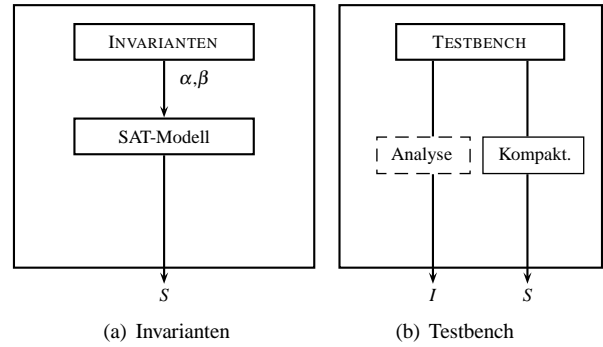 INVARIANTEN
α,β
SAT-Modell
S
(a) Invarianten
TESTBENCH
Analyse
Kompakt.
I
S
(b) Testbench